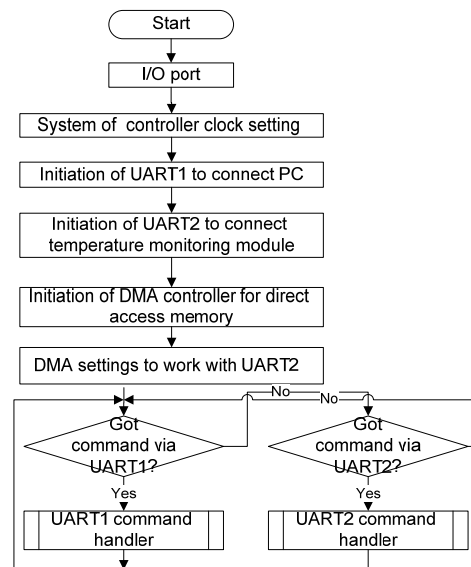 Start
I/O port
System of controller clock setting
Initiation of UART1 to connect PC
Initiation of UART2 to connect
temperature monitoring module
Initiation of DMA controller for direct
access memory
DMA settings to work with UART2
No
No
Got
command via
UART1?
Got
command via
UART2?
Yes
Yes
UART1 command
handler
UART2 command
handler